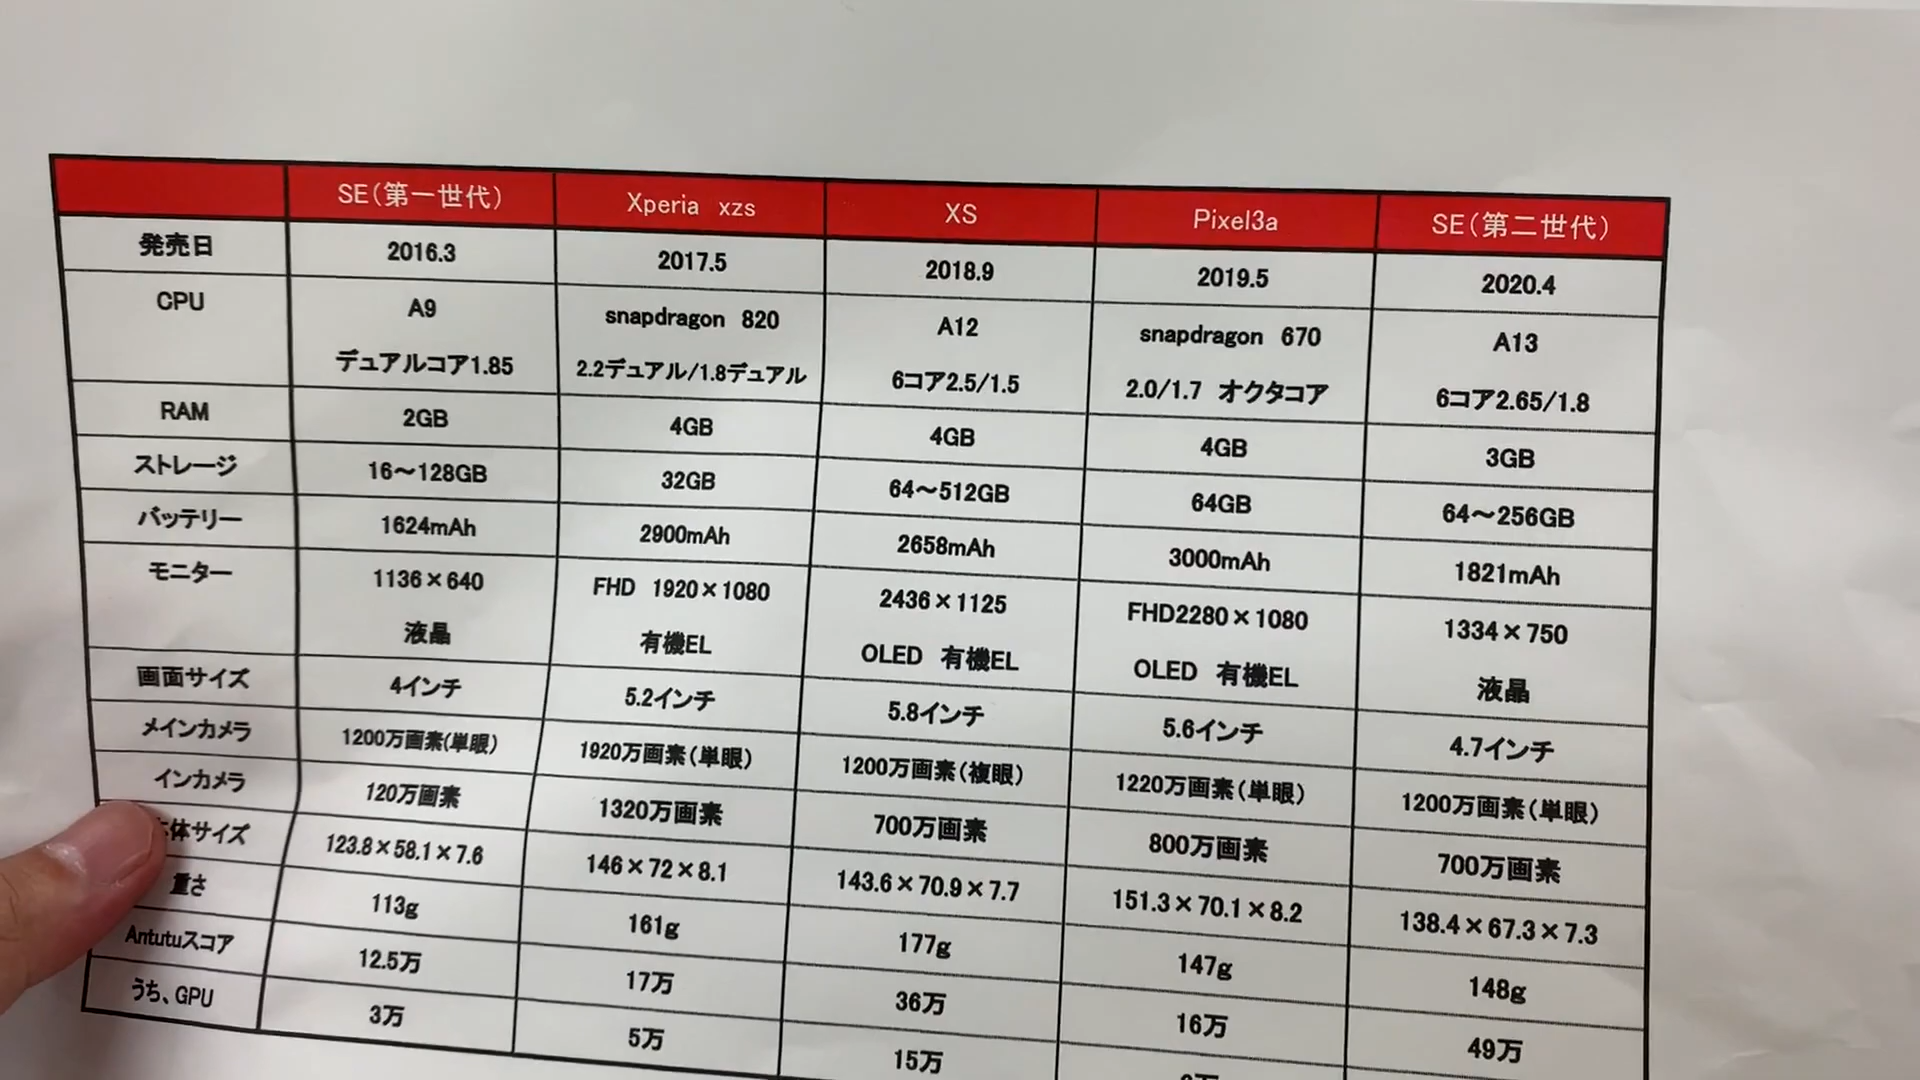 SE（第一世代） Xperia xzs XS Pixel3a SE（第二世代）
発売日 2016.3 2017.5 2018.9 2019.5 2020.4
CPU A9 snapdragon 820 A12 snapdragon 670 A13
デュアルコア1.85 2.2デュアル/1.8デュアル 6コア2.5/1.5 2.0/1.7 オクタコア 6コア2.65/1.8
RAM 2GB 4GB 4GB 4GB 3GB
ストレージ 16～128GB 32GB 64～512GB 64GB 64～256GB
バッテリー 1624mAh 2900mAh 2658mAh 3000mAh 1821mAh
モニター 1136×640 FHD 1920×1080 2436×1125 FHD2280×1080 1334×750
液晶 有機EL OLED 有機EL OLED 有機EL 液晶
画面サイズ 4インチ 5.2インチ 5.8インチ 5.6インチ 4.7インチ
メインカメラ 1200万画素(単眼) 1920万画素（単眼） 1200万画素（複眼） 1220万画素（単眼） 1200万画素（単眼）
インカメラ 120万画素 1320万画素 700万画素 800万画素 700万画素
体サイズ 123.8×58.1×7.6 146×72×8.1 143.6×70.9×7.7 151.3×70.1×8.2 138.4×67.3×7.3
重さ 113g 161g 177g 147g 148g
Antutuスコア 12.5万 17万 36万 16万 49万
うち、GPU 3万 5万 15万